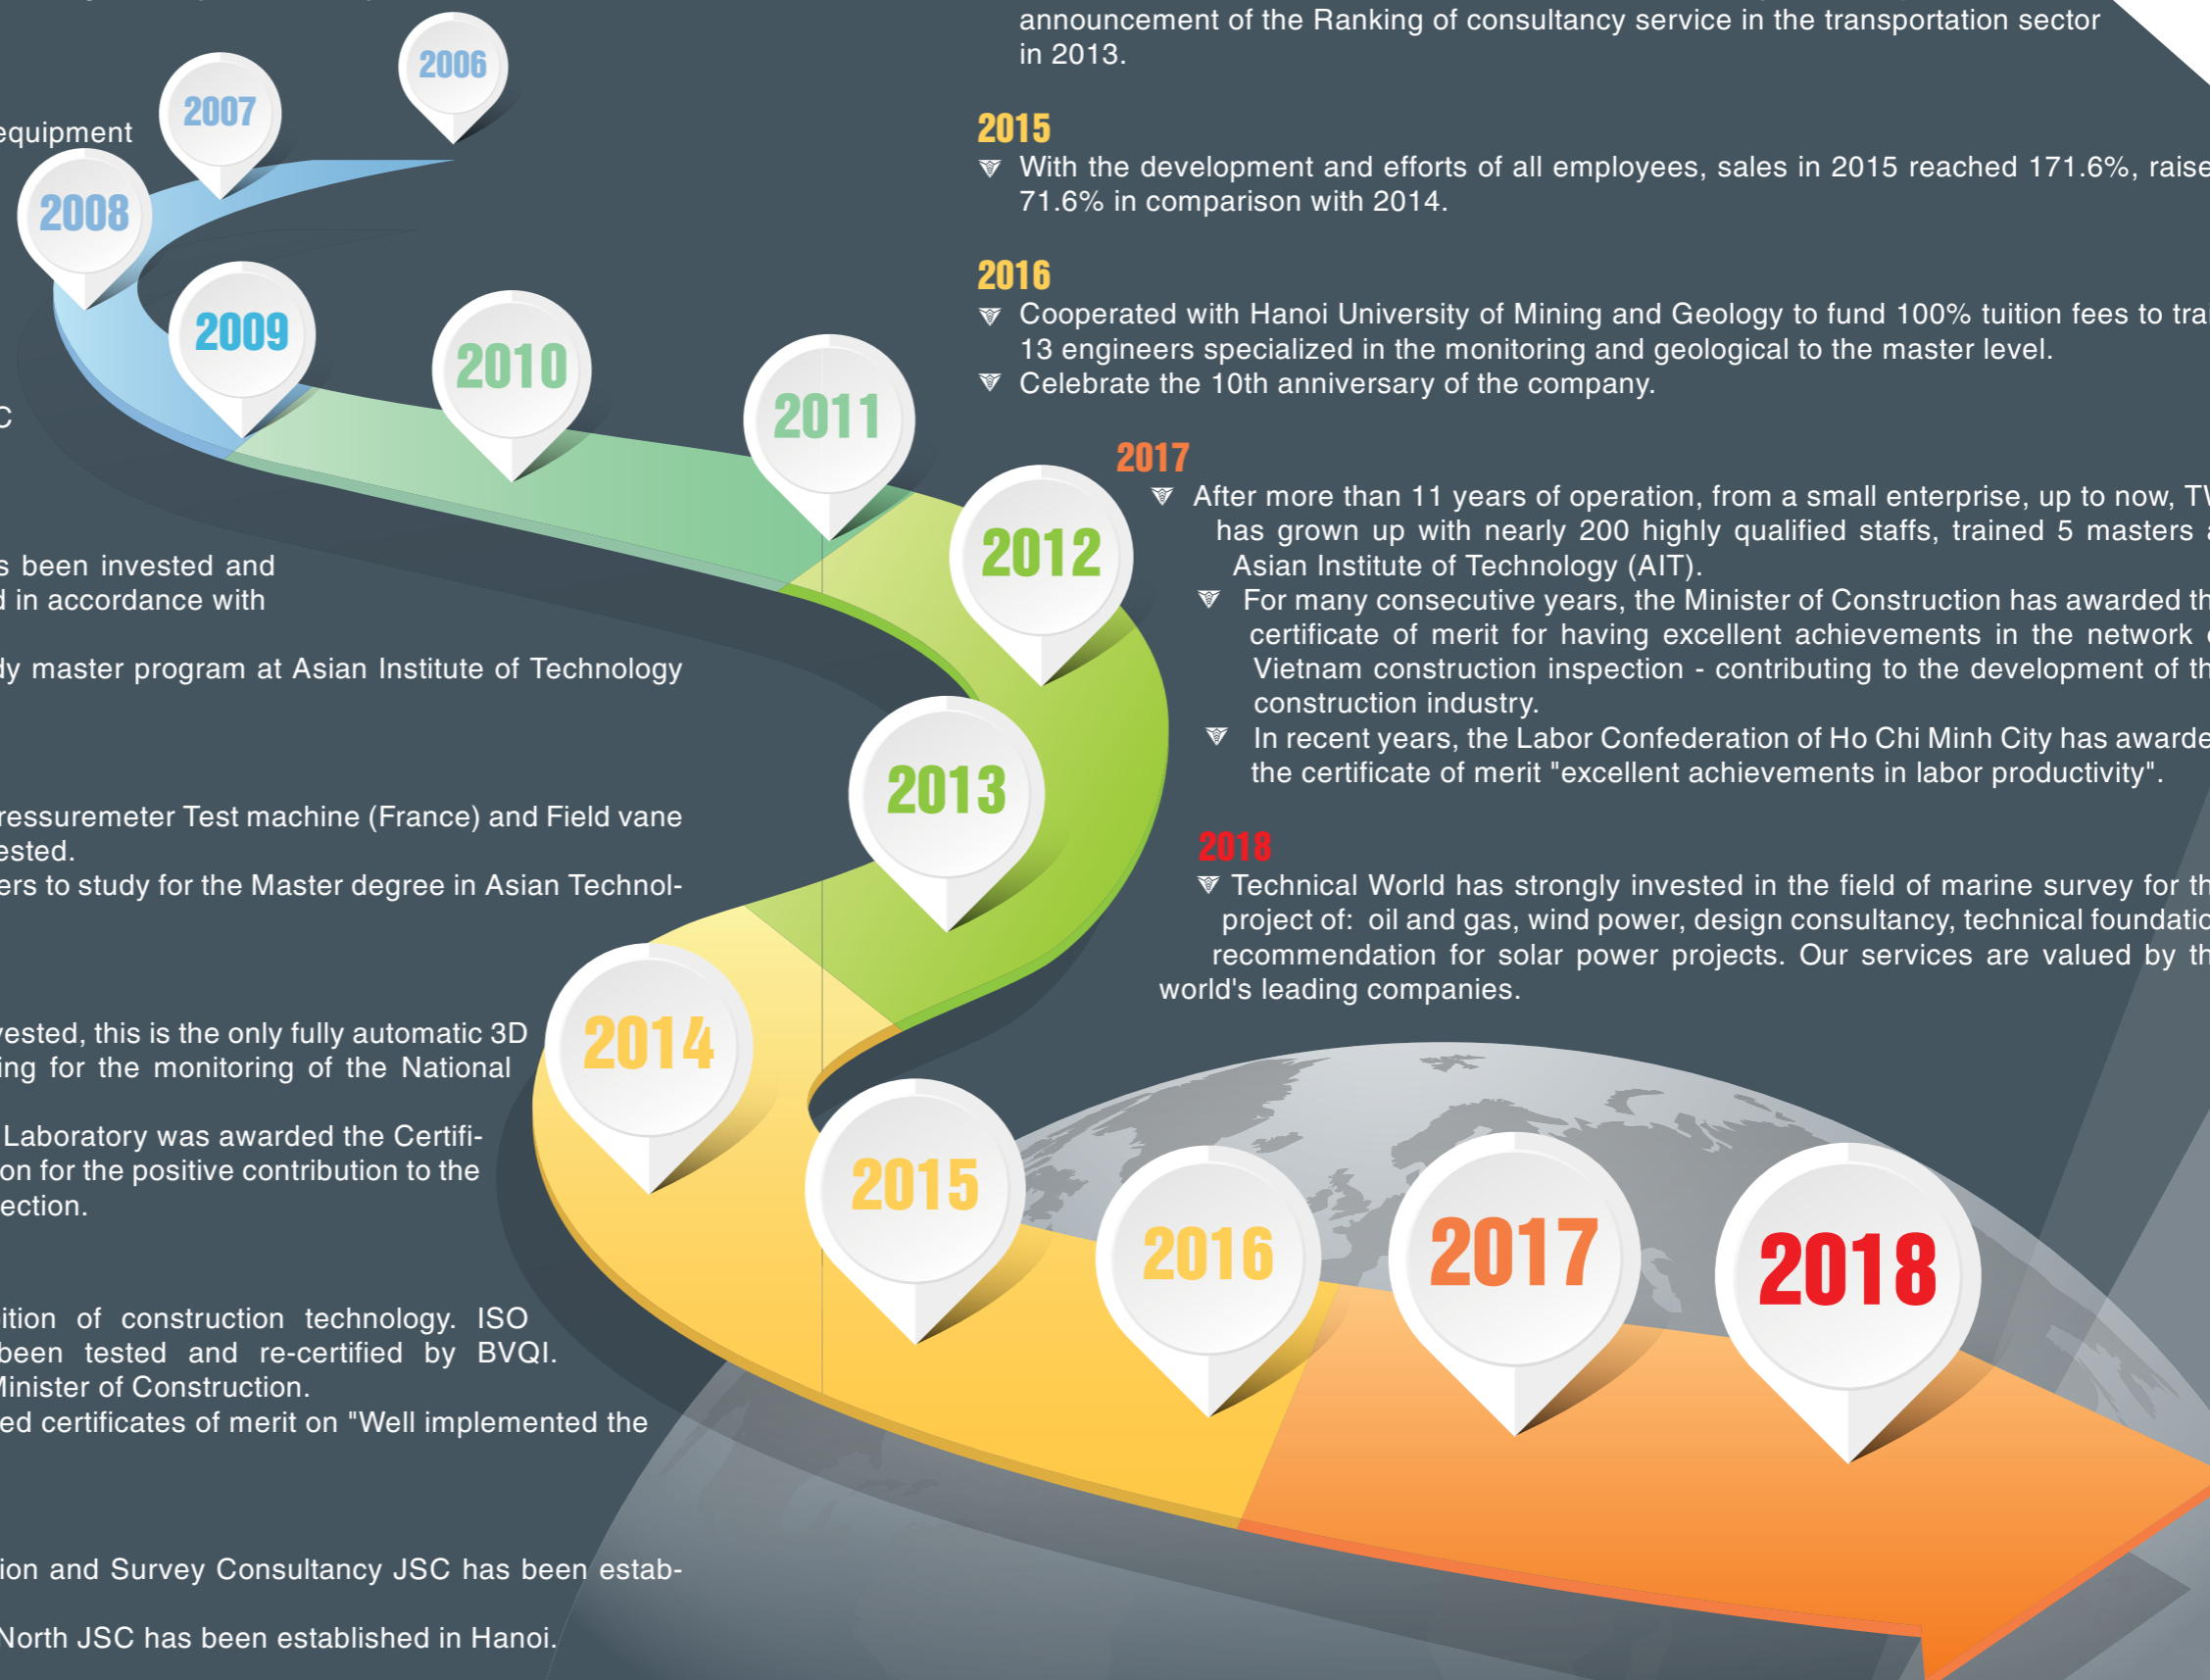 equipment
C
s been invested and
d in accordance with
dy master program at Asian Institute of Technology
ressuremeter Test machine (France) and Field vane
ested.
ers to study for the Master degree in Asian Technol-
vested, this is the only fully automatic 3D
ing for the monitoring of the National
Laboratory was awarded the Certifi-
on for the positive contribution to the
ection.
ition of construction technology. ISO
been tested and re-certified by BVQI.
Minister of Construction.
ed certificates of merit on "Well implemented the
ion and Survey Consultancy JSC has been estab-
North JSC has been established in Hanoi.
2006
2007
2008
2009
2010
2011
2012
2013
2014
2015
2016
2017
2018
announcement of the Ranking of consultancy service in the transportation sector
in 2013.
2015
With the development and efforts of all employees, sales in 2015 reached 171.6%, raise
71.6% in comparison with 2014.
2016
Cooperated with Hanoi University of Mining and Geology to fund 100% tuition fees to trai
13 engineers specialized in the monitoring and geological to the master level.
Celebrate the 10th anniversary of the company.
2017
After more than 11 years of operation, from a small enterprise, up to now, TW
has grown up with nearly 200 highly qualified staffs, trained 5 masters a
Asian Institute of Technology (AIT).
For many consecutive years, the Minister of Construction has awarded th
certificate of merit for having excellent achievements in the network o
Vietnam construction inspection - contributing to the development of th
construction industry.
In recent years, the Labor Confederation of Ho Chi Minh City has awarde
the certificate of merit "excellent achievements in labor productivity".
2018
Technical World has strongly invested in the field of marine survey for th
project of: oil and gas, wind power, design consultancy, technical foundatio
recommendation for solar power projects. Our services are valued by th
world's leading companies.